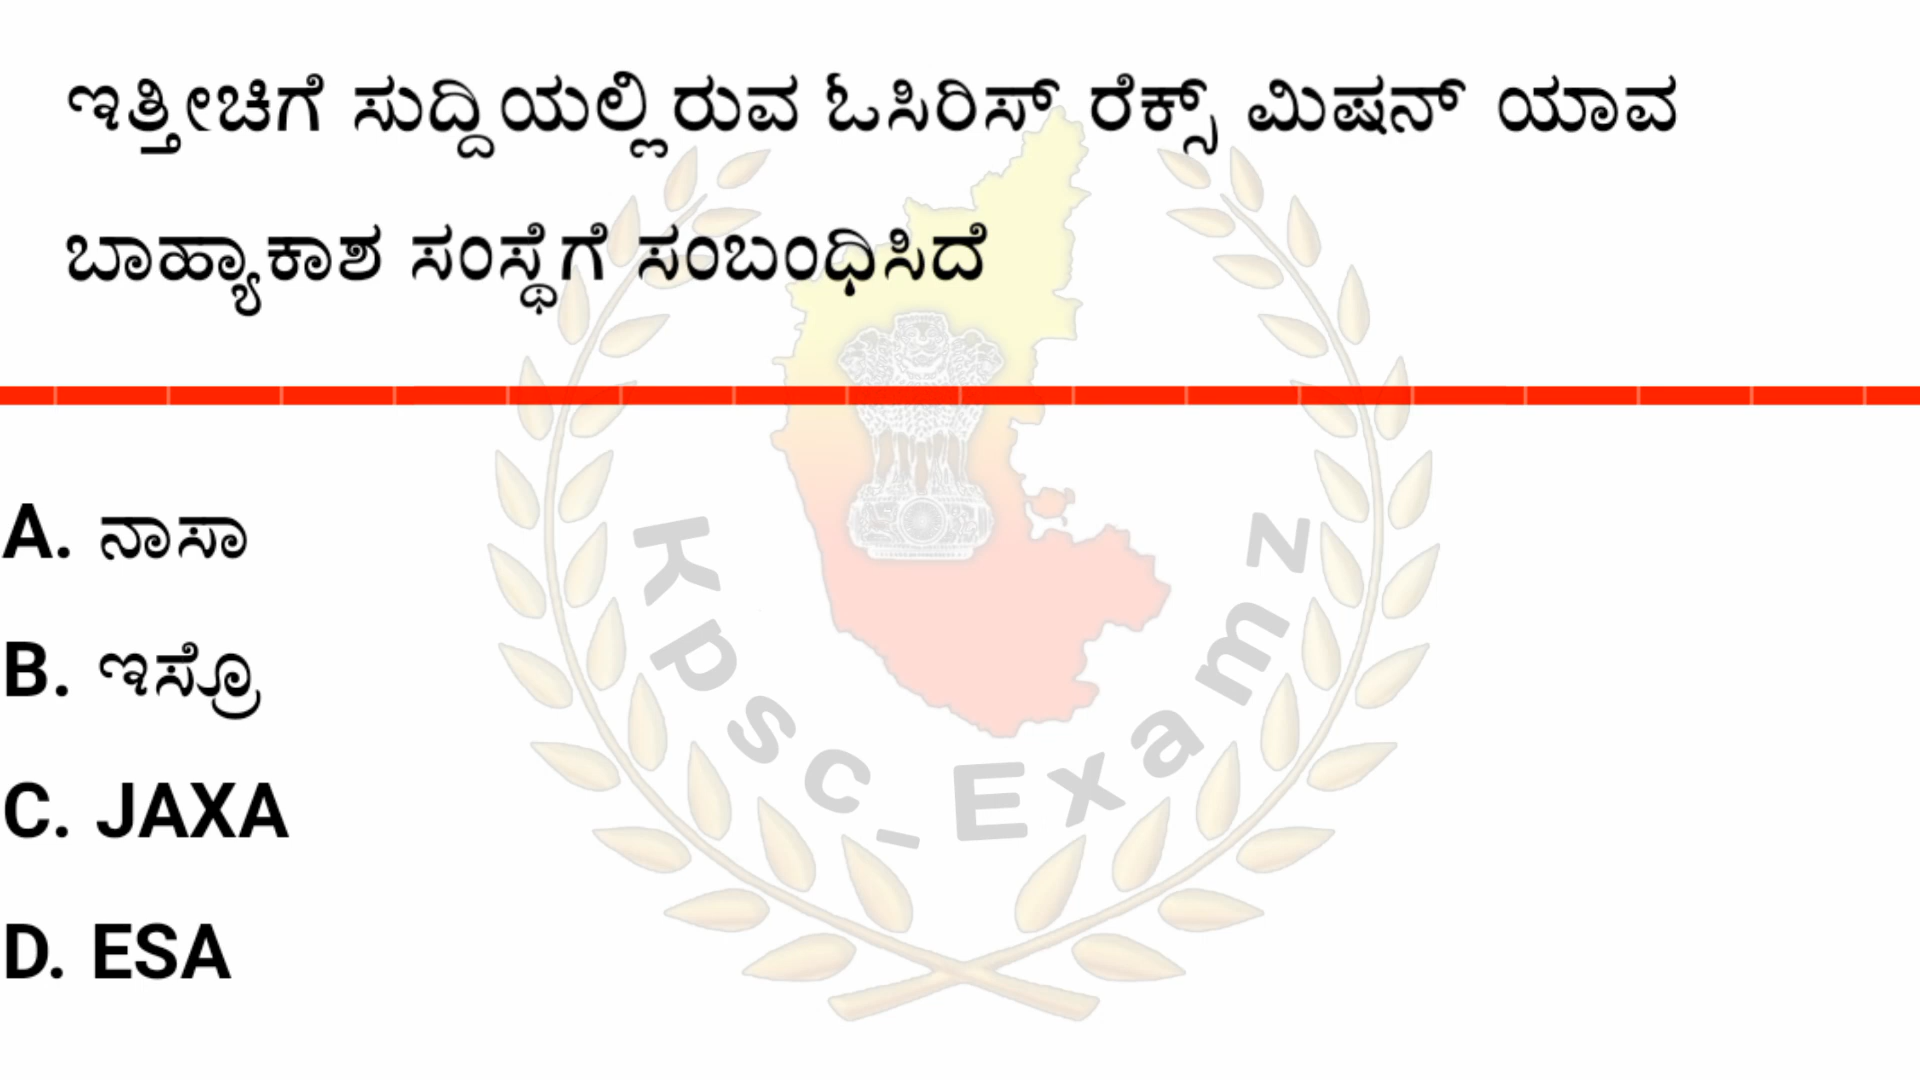 ಇತ್ತೀಚಿಗೆ ಸುದ್ದಿಯಲ್ಲಿರುವ ಓಸಿರಿಸ್ ರೆಕ್ಸ್ ಮಿಷನ್ ಯಾವ
ಬಾಹ್ಯಾಕಾಶ ಸಂಸ್ಥೆಗೆ ಸಂಬಂಧಿಸಿದೆ
A. ನಾಸಾ
B. ಇಸ್ರೊ
C. JAXA
D. ESA
Kpsc_Examz